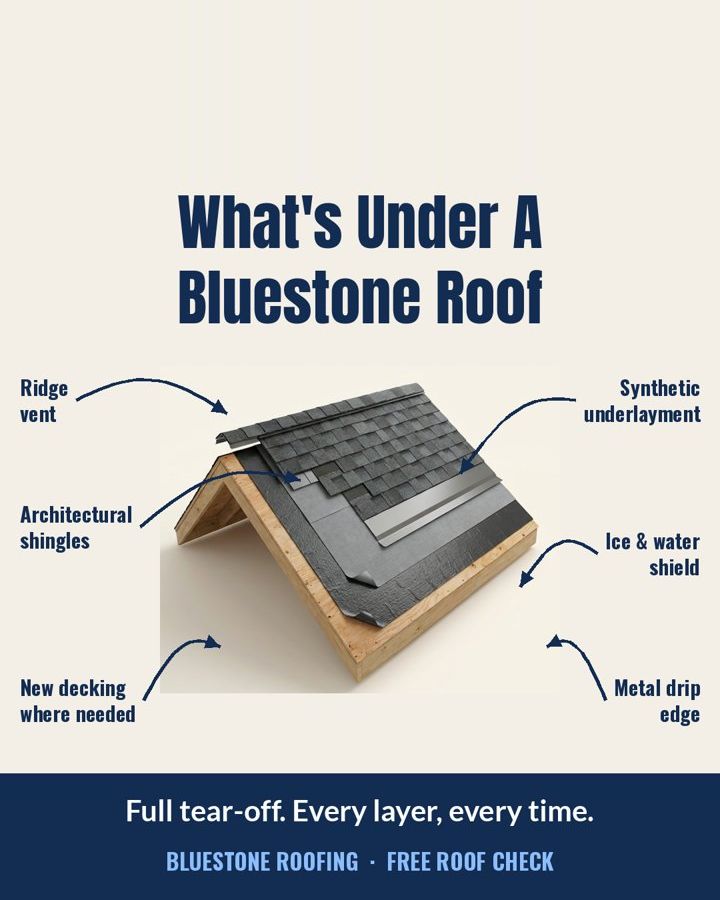 What's Under A
Bluestone Roof
Ridge
vent
Synthetic
underlayment
Architectural
shingles
Ice & water
shield
New decking
where needed
Metal drip
edge
Full tear-off. Every layer, every time.
BLUESTONE ROOFING · FREE ROOF CHECK